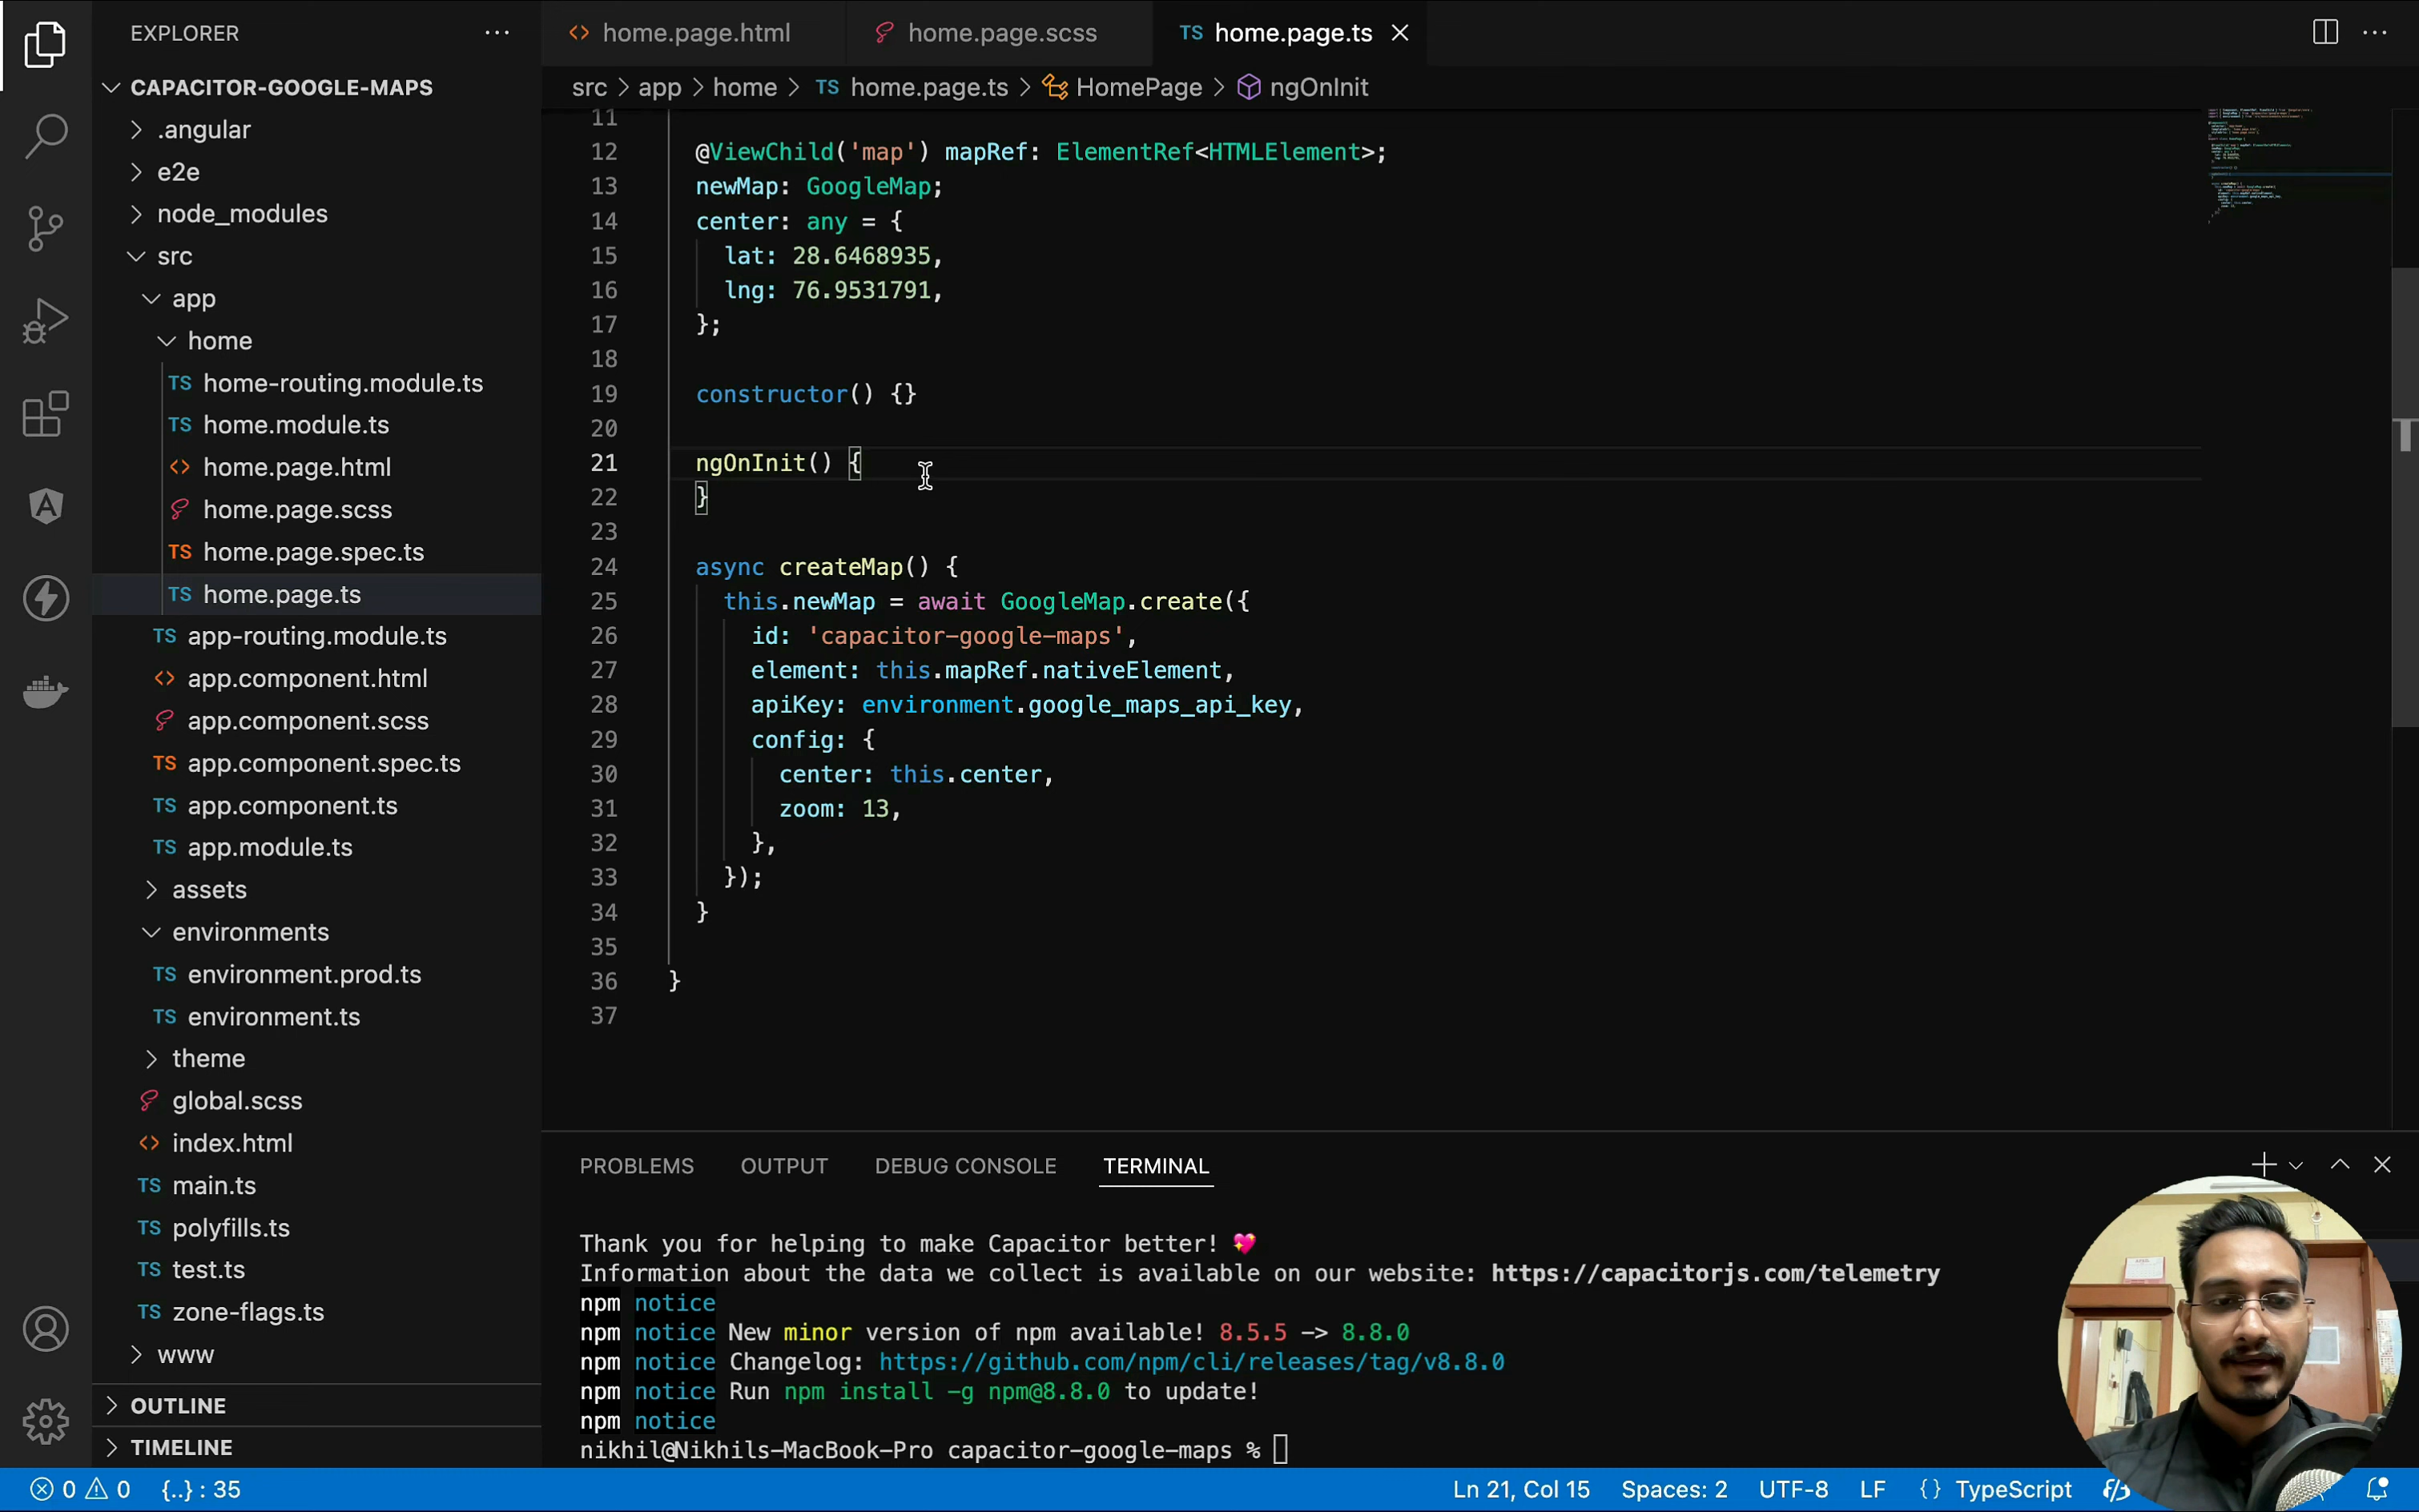 EXPLORER
CAPACITOR-GOOGLE-MAPS
.angular
e2e
node_modules
src
app
home
TS home-routing.module.ts
TS home.module.ts
<> home.page.html
home.page.scss
TS home.page.spec.ts
TS home.page.ts
TS app-routing.module.ts
<> app.component.html
app.component.scss
TS app.component.spec.ts
TS app.component.ts
TS app.module.ts
assets
environments
TS environment.prod.ts
TS environment.ts
theme
global.scss
<> index.html
TS main.ts
TS polyfills.ts
TS test.ts
TS zone-flags.ts
www
OUTLINE
TIMELINE
<> home.page.html home.page.scss TS home.page.ts
src > app > home > TS home.page.ts > HomePage > ngOnInit
11
12 @ViewChild('map') mapRef: ElementRef<HTMLElement>;
13 newMap: GoogleMap;
14 center: any = {
15 lat: 28.6468935,
16 lng: 76.9531791,
17 };
18
19 constructor() {}
20
21 ngOnInit() {
22 }
23
24 async createMap() {
25 this.newMap = await GoogleMap.create({
26 id: 'capacitor-google-maps',
27 element: this.mapRef.nativeElement,
28 apiKey: environment.google_maps_api_key,
29 config: {
30 center: this.center,
31 zoom: 13,
32 },
33 });
34 }
35
36 }
37
PROBLEMS OUTPUT DEBUG CONSOLE TERMINAL
Thank you for helping to make Capacitor better! 💖
Information about the data we collect is available on our website: https://capacitorjs.com/telemetry
npm notice
npm notice New minor version of npm available! 8.5.5 -> 8.8.0
npm notice Changelog: https://github.com/npm/cli/releases/tag/v8.8.0
npm notice Run npm install -g npm@8.8.0 to update!
npm notice
nikhil@Nikhils-MacBook-Pro capacitor-google-maps %
0 0 {..} : 35 Ln 21, Col 15 Spaces: 2 UTF-8 LF {} TypeScript